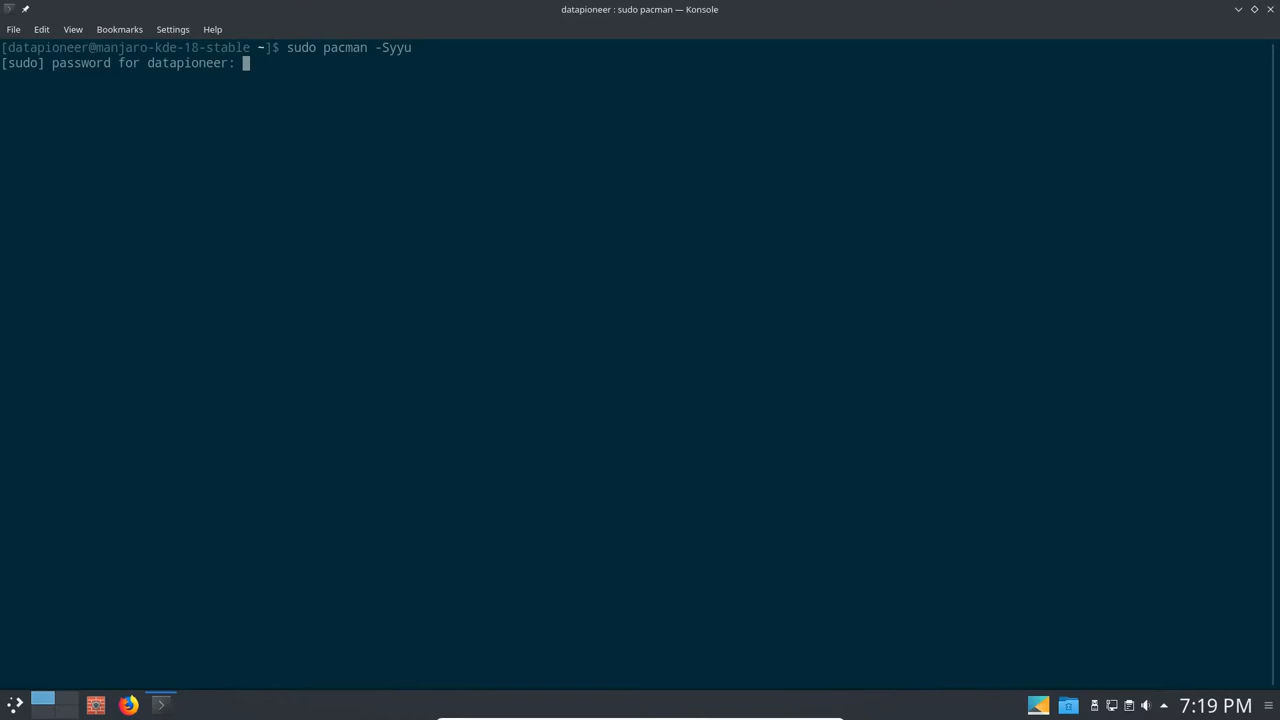 datapioneer : sudo pacman — Konsole
File Edit View Bookmarks Settings Help
[datapioneer@manjaro-kde-18-stable ~]$ sudo pacman -Syyu
[sudo] password for datapioneer:
7:19 PM